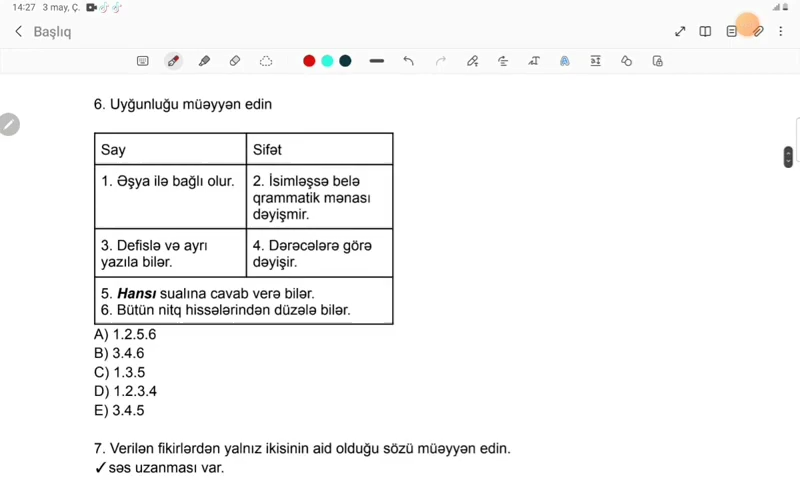 14:27 3 may, Ç.
Başlıq
6. Uyğunluğu müəyyən edin
Say
Sifət
1. Əşya ilə bağlı olur.
2. İsimləşsə belə
qrammatik mənası
dəyişmir.
3. Defislə və ayrı
yazıla bilər.
4. Dərəcələrə görə
dəyişir.
5. Hansı sualına cavab verə bilər.
6. Bütün nitq hissələrindən düzələ bilər.
A) 1.2.5.6
B) 3.4.6
C) 1.3.5
D) 1.2.3.4
E) 3.4.5
7. Verilən fikirlərdən yalnız ikisinin aid olduğu sözü müəyyən edin.
✓səs uzanması var.